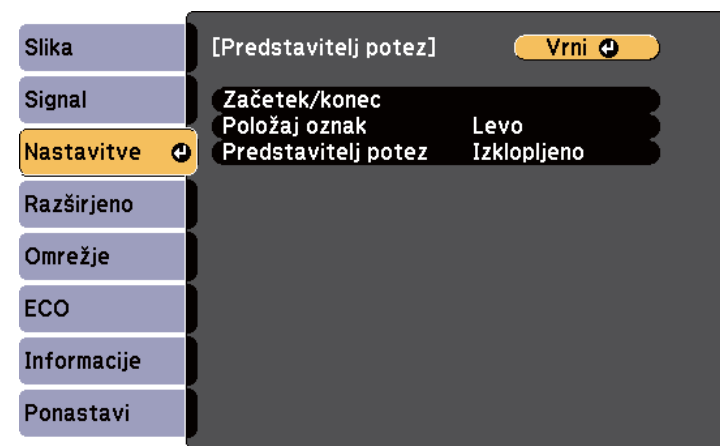 Slika
Signal
Nastavitve
Razširjeno
Omrežje
ECO
Informacije
Ponastavi
[Predstavitelj potez] Vrni
Začetek/konec
Položaj oznak Levo
Predstavitelj potez Izklopljeno